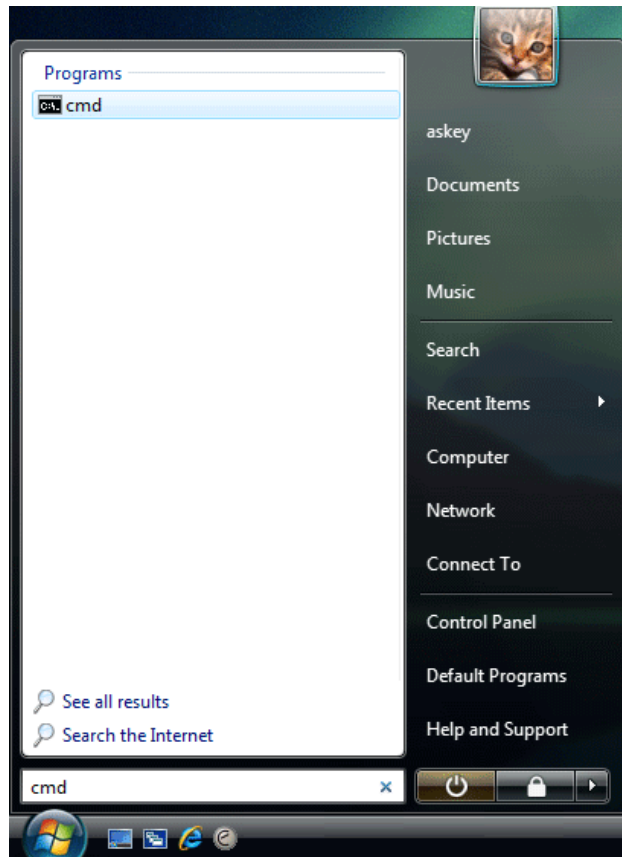 Programs
cmd
See all results
Search the Internet
cmd
askey
Documents
Pictures
Music
Search
Recent Items
Computer
Network
Connect To
Control Panel
Default Programs
Help and Support